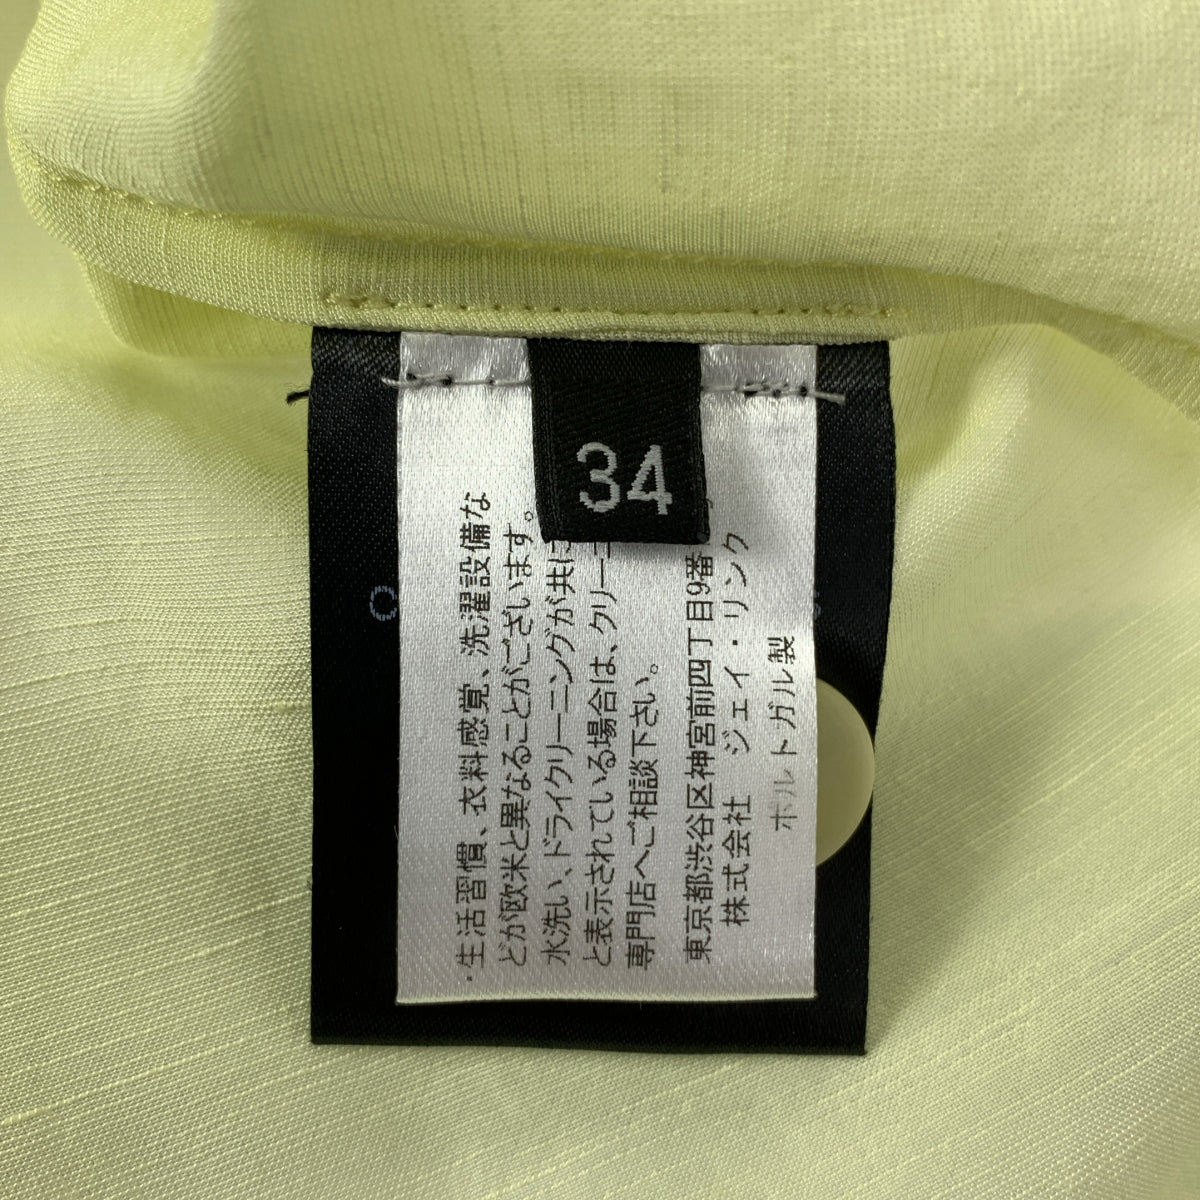 34
・生活習慣、衣料感覚、洗濯設備な
どが欧米と異なることがございます。
水洗い、ドライクリーニングが共に
と表示されている場合は、クリーニ
専門店へご相談下さい。
東京都渋谷区神宮前四丁目9番
株式会社 ジェイ・リンク
ポルトガル製